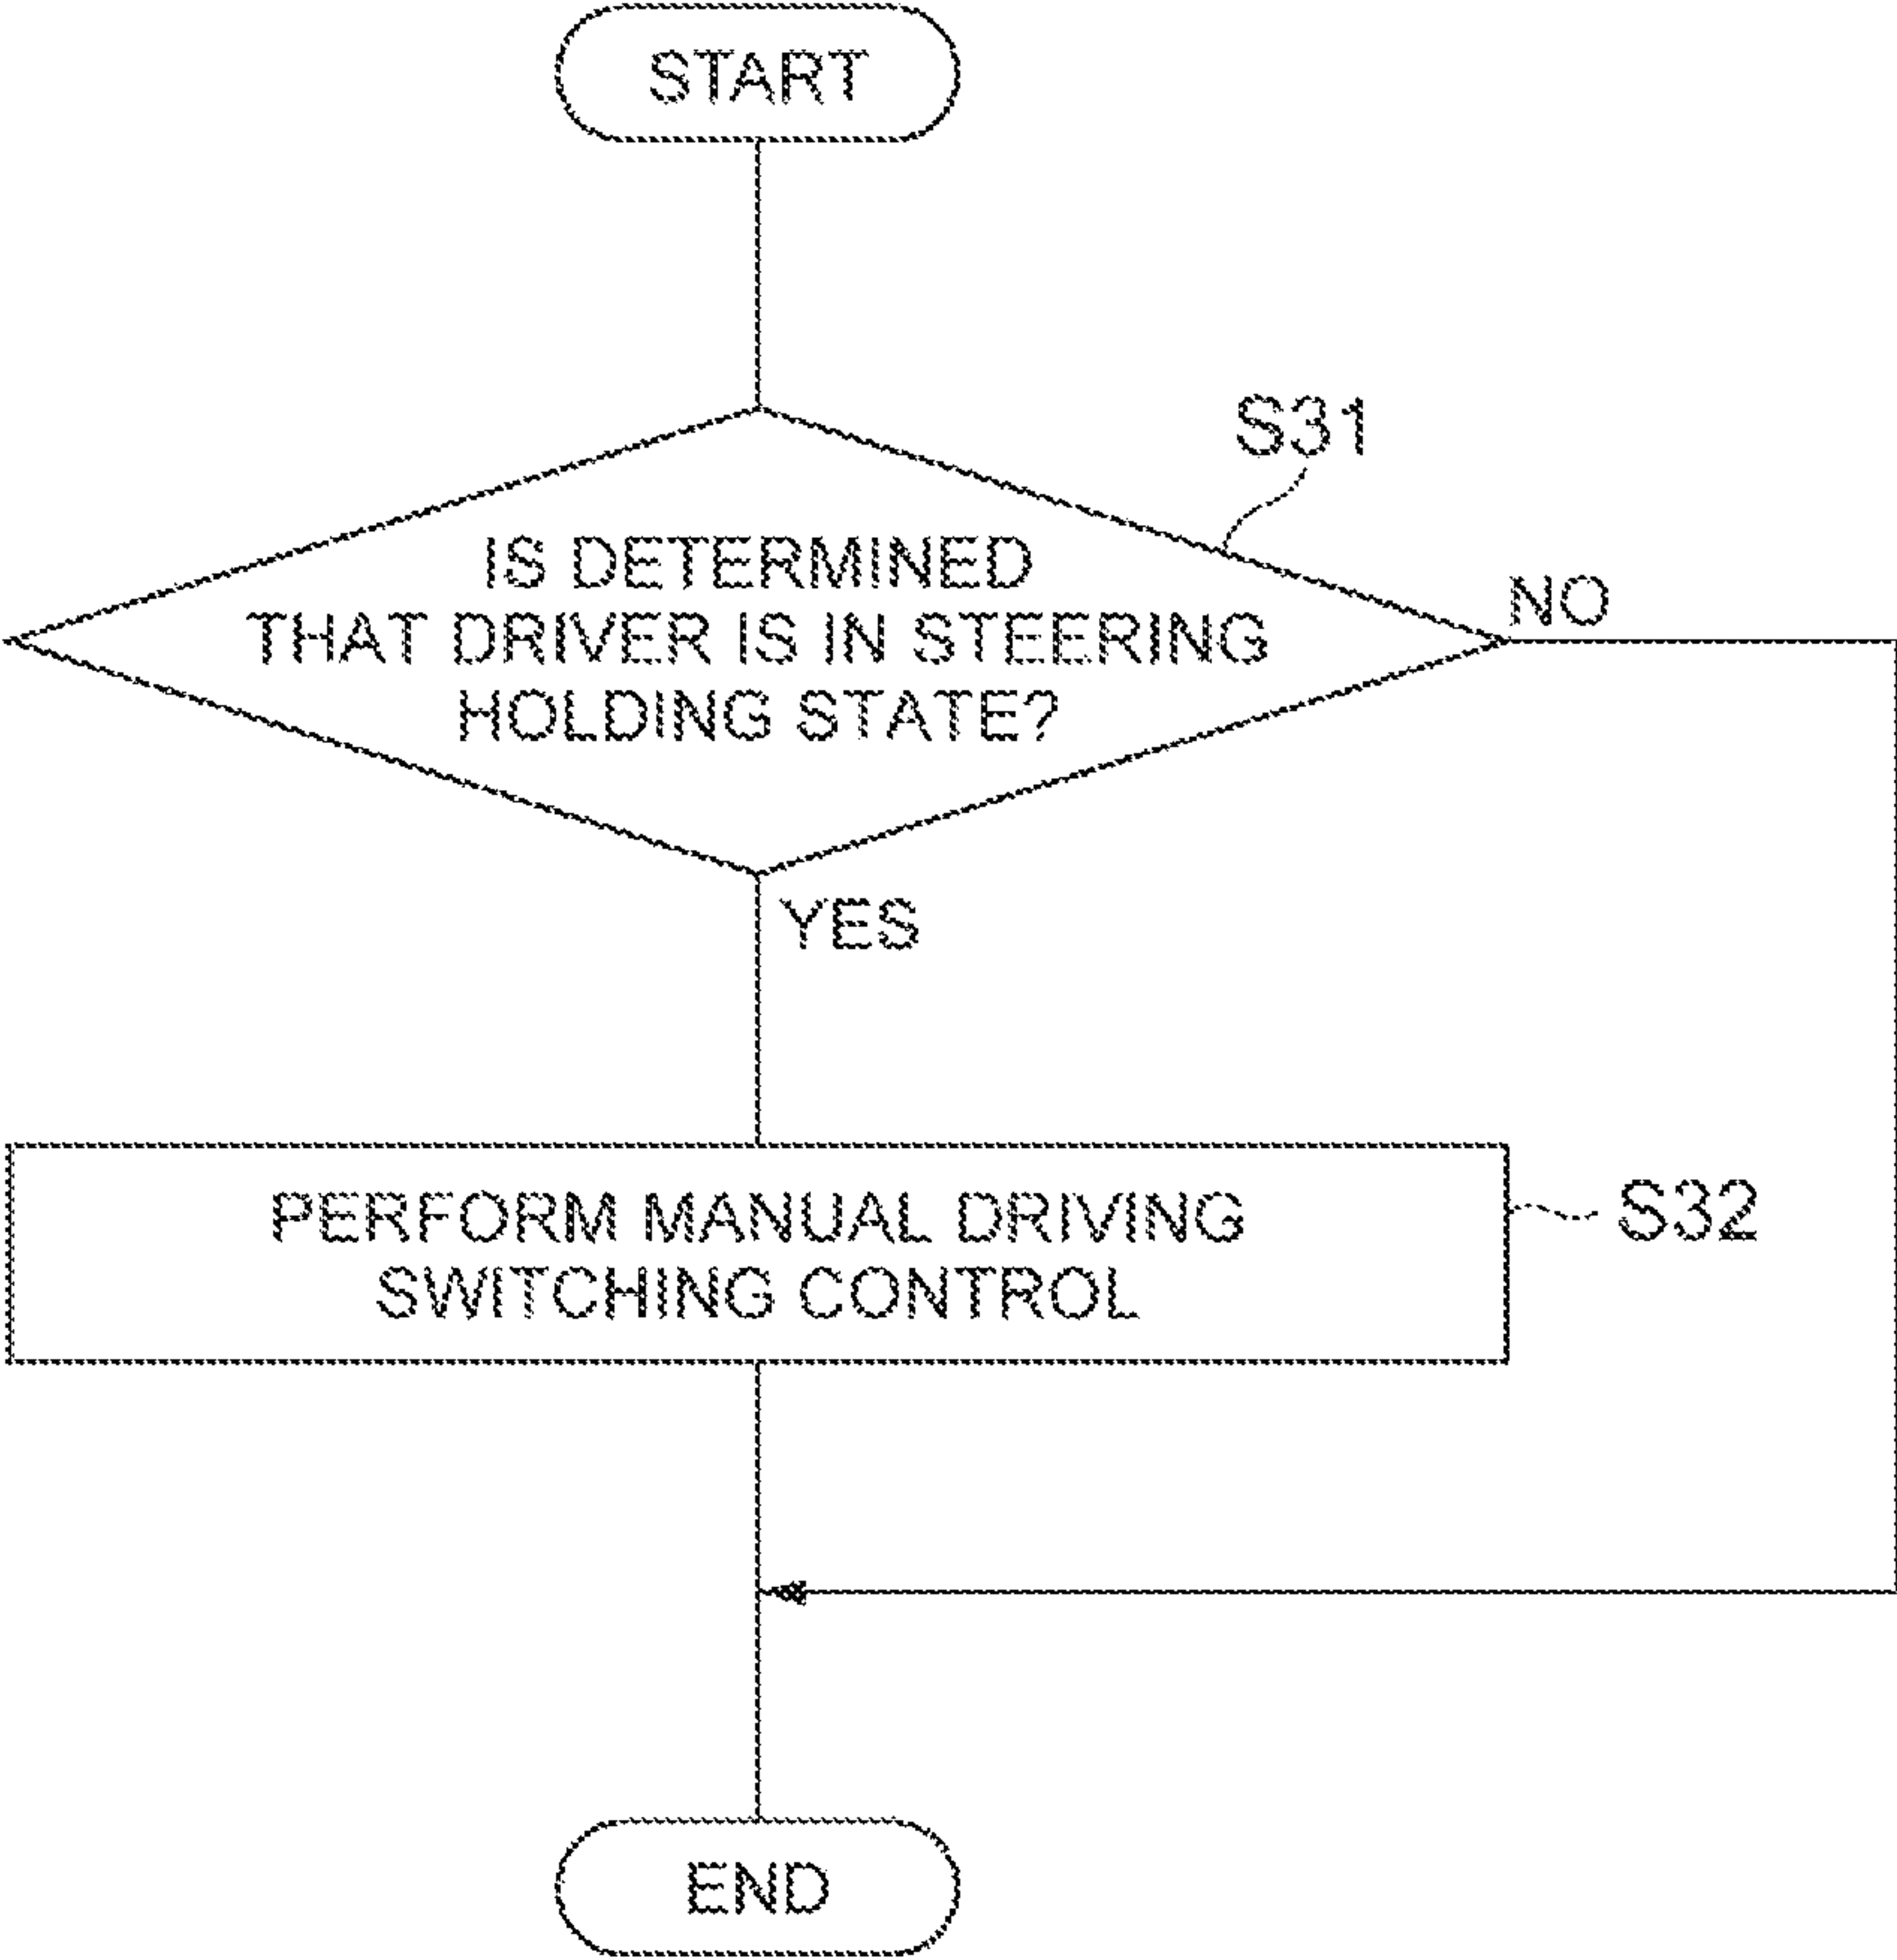 START
S31
IS DETERMINED
THAT DRIVER IS IN STEERING
HOLDING STATE?
NO
YES
PERFORM MANUAL DRIVING
SWITCHING CONTROL
S32
END